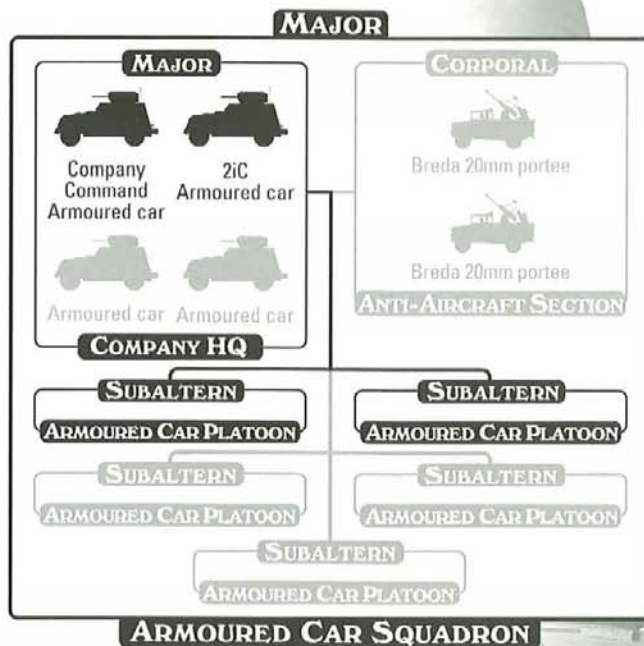 MAJOR
MAJOR
Company
Command
Armoured car
2iC
Armoured car
Armoured car
Armoured car
COMPANY HQ
CORPORAL
Breda 20mm portee
Breda 20mm portee
ANTI-AIRCRAFT SECTION
SUBALTERN
ARMOURED CAR PLATOON
SUBALTERN
ARMOURED CAR PLATOON
SUBALTERN
ARMOURED CAR PLATOON
SUBALTERN
ARMOURED CAR PLATOON
SUBALTERN
ARMOURED CAR PLATOON
ARMOURED CAR SQUADRON